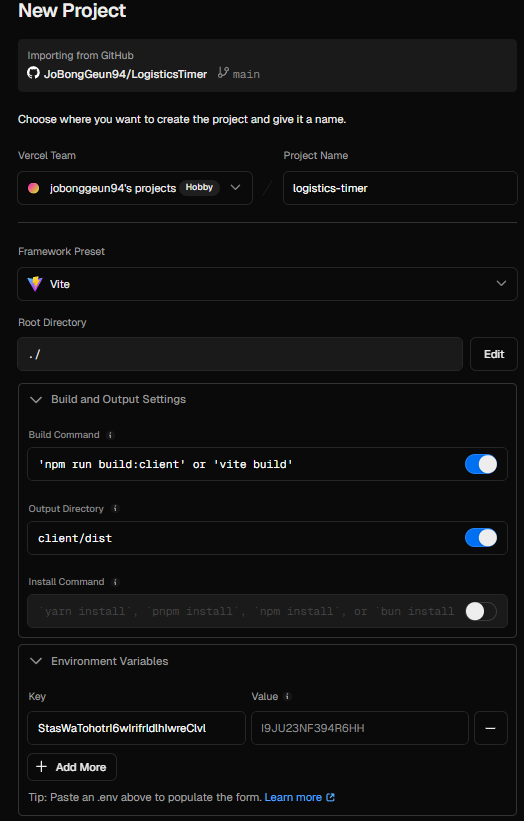 New Project
Importing from GitHub
JoBongGeun94/LogisticsTimer main
Choose where you want to create the project and give it a name.
Vercel Team Project Name
jobonggeun94's projects Hobby / logistics-timer
Framework Preset
Vite
Root Directory
./ Edit
Build and Output Settings
Build Command i
'npm run build:client' or 'vite build'
Output Directory i
client/dist
Install Command i
`yarn install`, `pnpm install`, `npm install`, or `bun install
Environment Variables
Key Value i
I9JU23NF394R6HH
Add More
Tip: Paste an .env above to populate the form. Learn more